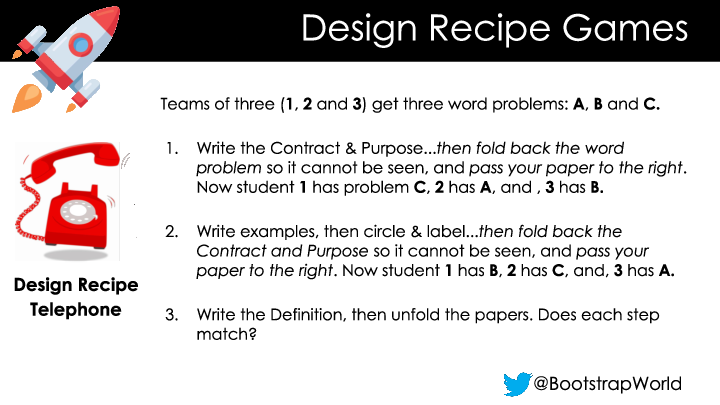 Design Recipe Games
Teams of three (1, 2 and 3) get three word problems: A, B and C.
1. Write the Contract & Purpose...then fold back the word
problem so it cannot be seen, and pass your paper to the right.
Now student 1 has problem C, 2 has A, and , 3 has B.
2. Write examples, then circle & label...then fold back the
Contract and Purpose so it cannot be seen, and pass your
paper to the right. Now student 1 has B, 2 has C, and, 3 has A.
3. Write the Definition, then unfold the papers. Does each step
match?
Design Recipe
Telephone
@BootstrapWorld